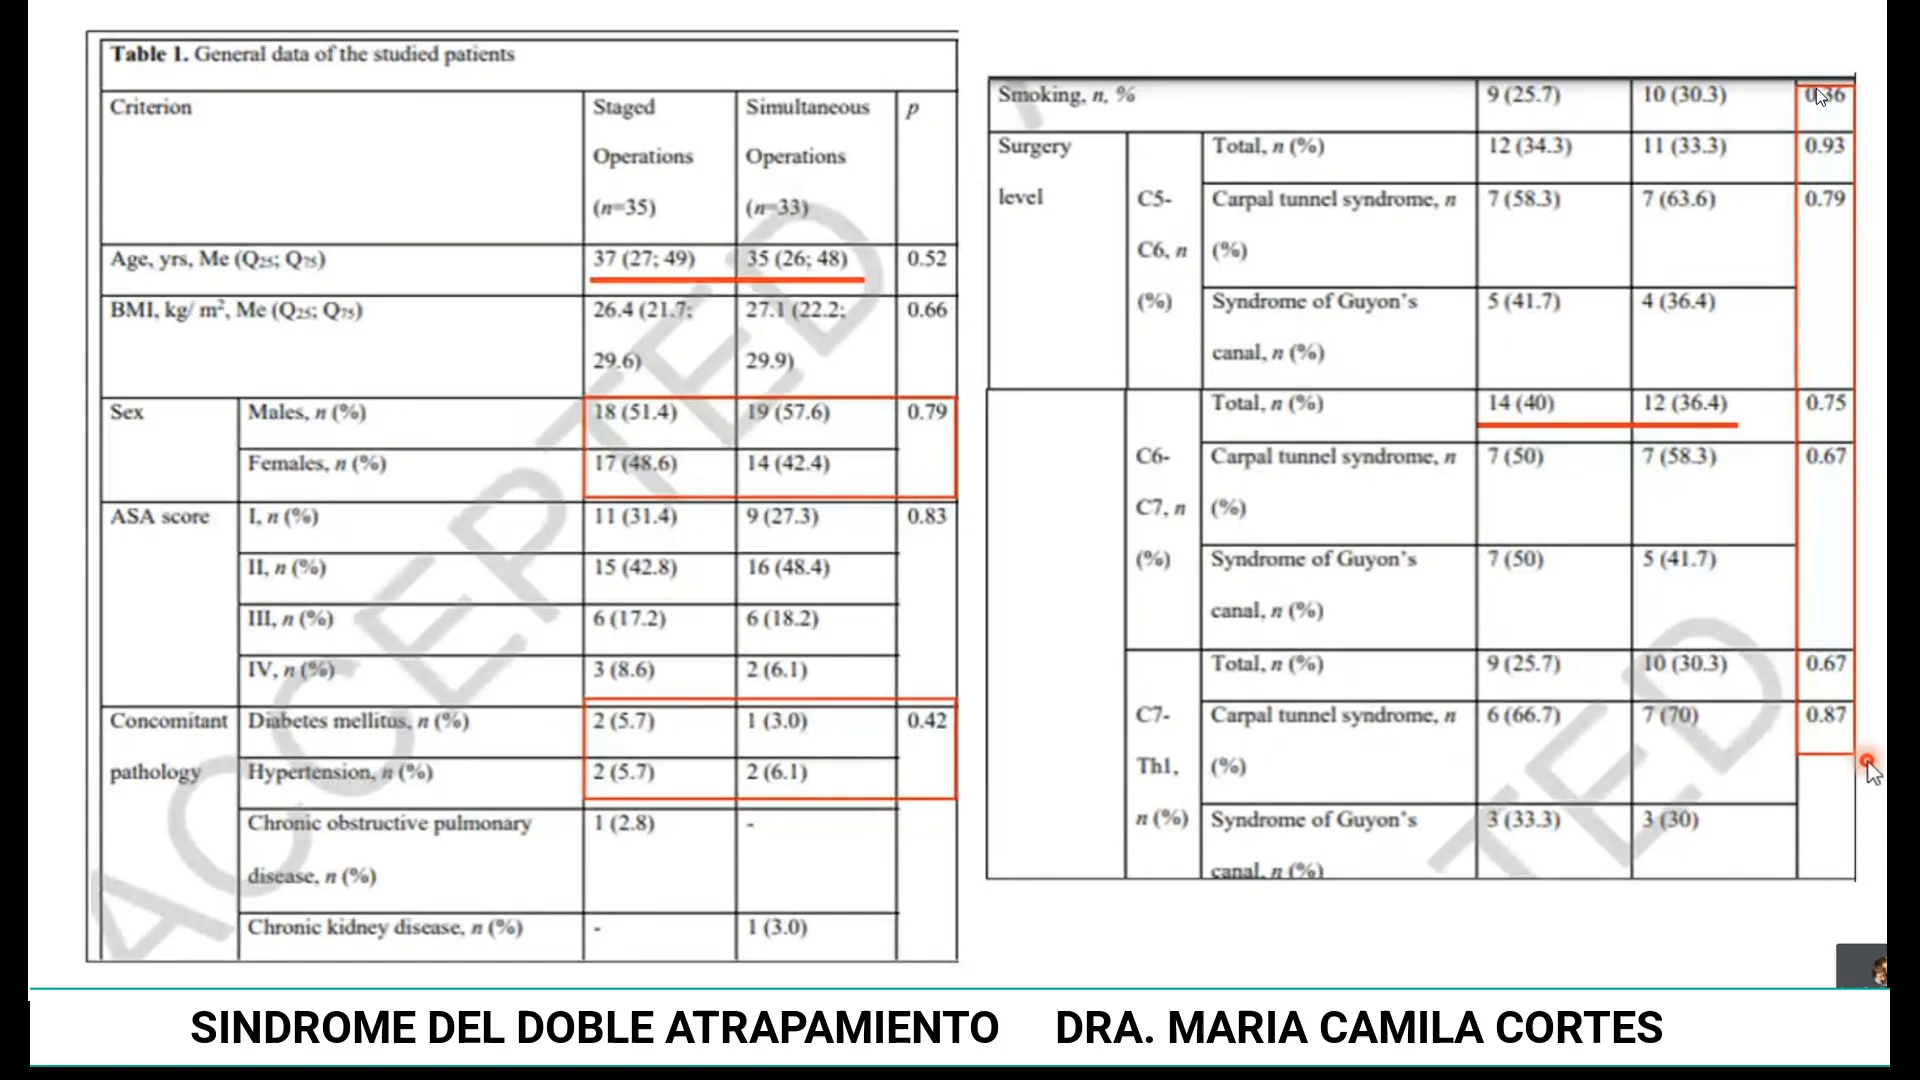 Table 1. General data of the studied patients
Criterion
Staged
Operations
(n=35)
Simultaneous
Operations
(n=33)
p
Age, yrs, Me (Q25; Q75)
37 (27; 49)
35 (26; 48)
0.52
BMI, kg/ m², Me (Q25; Q75)
26.4 (21.7;
29.6)
27.1 (22.2;
29.9)
0.66
Sex
Males, n (%)
18 (51.4)
19 (57.6)
0.79
Females, n (%)
17 (48.6)
14 (42.4)
ASA score
I, n (%)
11 (31.4)
9 (27.3)
0.83
II, n (%)
15 (42.8)
16 (48.4)
III, n (%)
6 (17.2)
6 (18.2)
IV, n (%)
3 (8.6)
2 (6.1)
Concomitant
pathology
Diabetes mellitus, n (%)
2 (5.7)
1 (3.0)
0.42
Hypertension, n (%)
2 (5.7)
2 (6.1)
Chronic obstructive pulmonary
disease, n (%)
1 (2.8)
-
Chronic kidney disease, n (%)
-
1 (3.0)
ACCEPTED
Smoking, n, %
9 (25.7)
10 (30.3)
Surgery
level
C5-
C6, n
(%)
Total, n (%)
12 (34.3)
11 (33.3)
0.93
Carpal tunnel syndrome, n
(%)
7 (58.3)
7 (63.6)
0.79
Syndrome of Guyon's
canal, n (%)
5 (41.7)
4 (36.4)
C6-
C7, n
(%)
Total, n (%)
14 (40)
12 (36.4)
0.75
Carpal tunnel syndrome, n
(%)
7 (50)
7 (58.3)
0.67
Syndrome of Guyon's
canal, n (%)
7 (50)
5 (41.7)
C7-
Th1,
n (%)
Total, n (%)
9 (25.7)
10 (30.3)
0.67
Carpal tunnel syndrome, n
(%)
6 (66.7)
7 (70)
0.87
Syndrome of Guyon's
canal, n (%)
3 (33.3)
3 (30)
TED
SINDROME DEL DOBLE ATRAPAMIENTO DRA. MARIA CAMILA CORTES